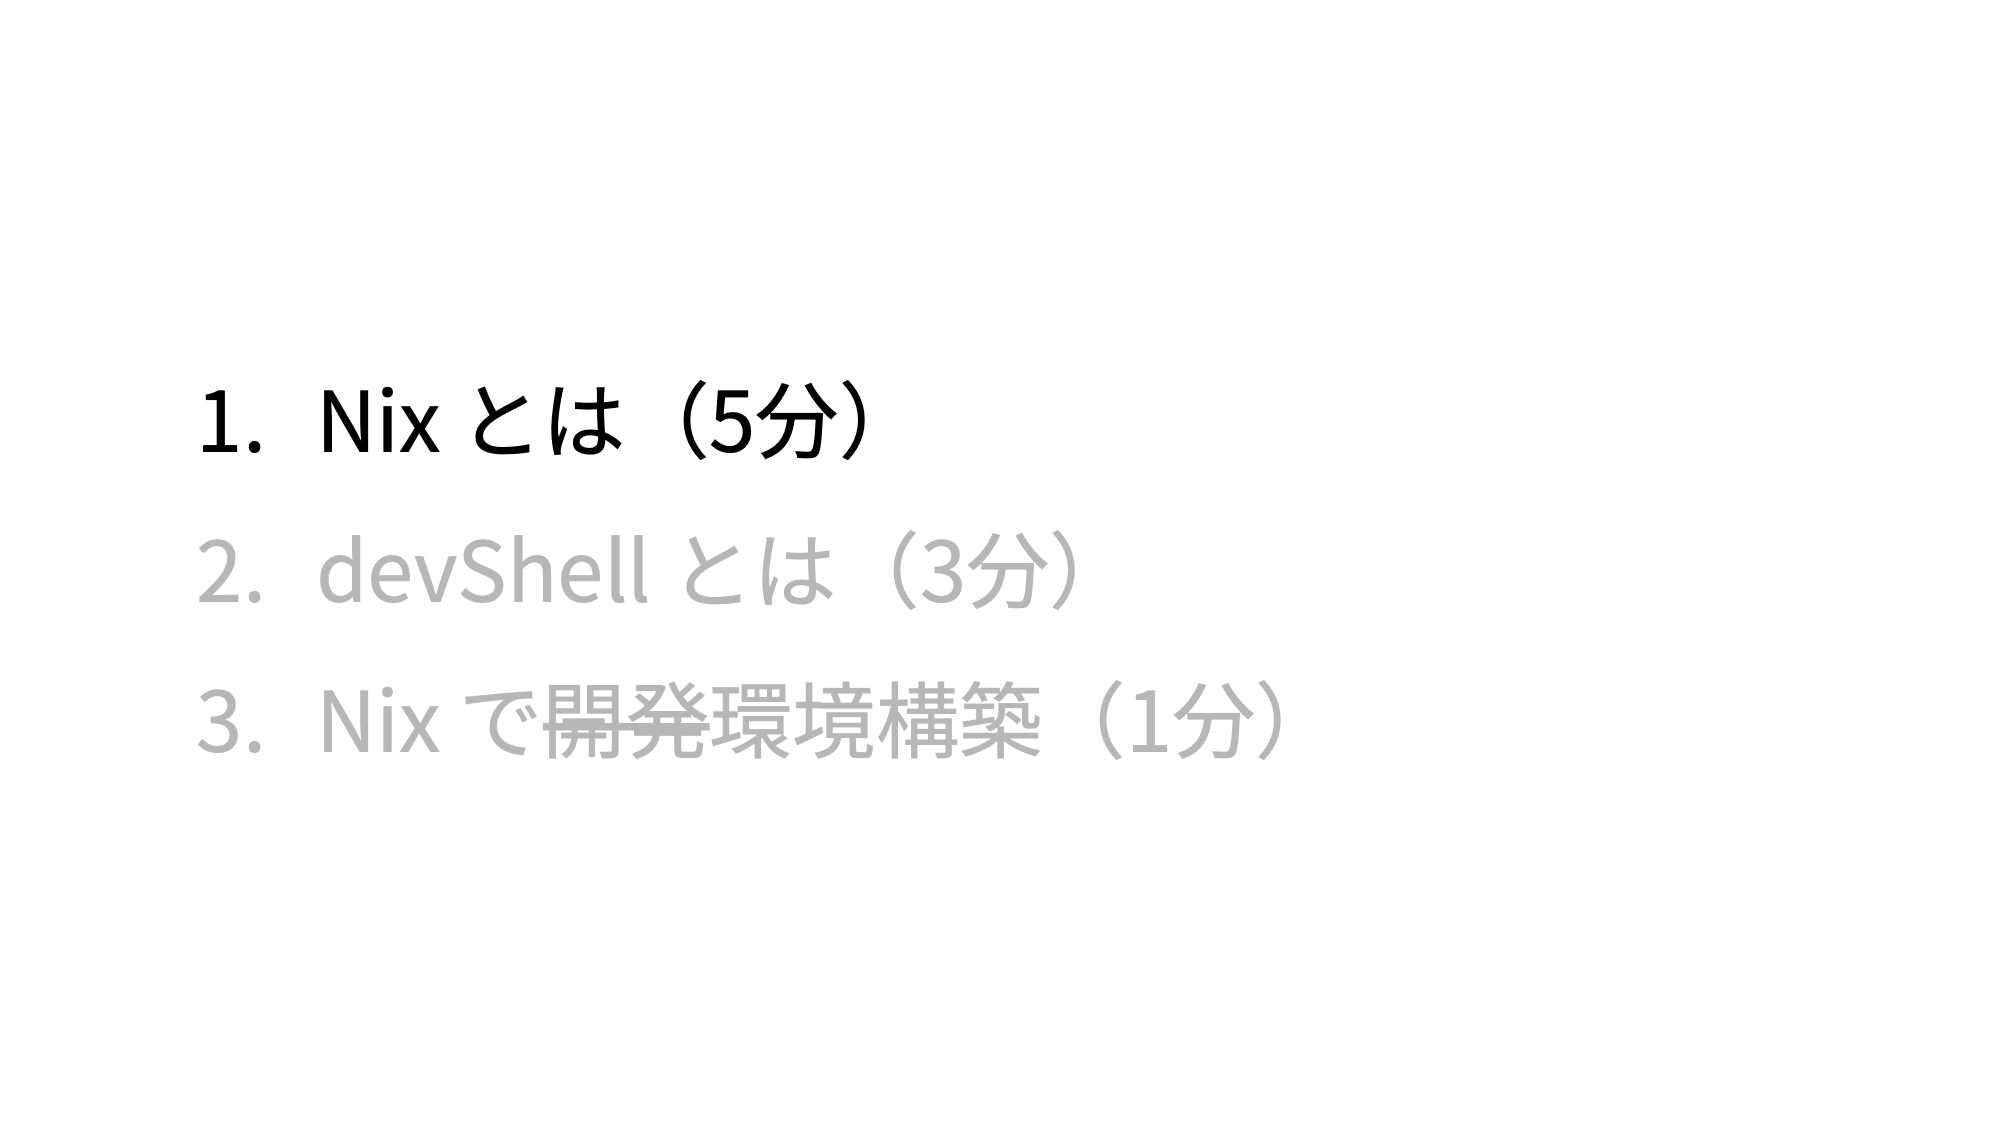 1. Nix とは（5分）
2. devShell とは（3分）
3. Nix で開発環境構築（1分）